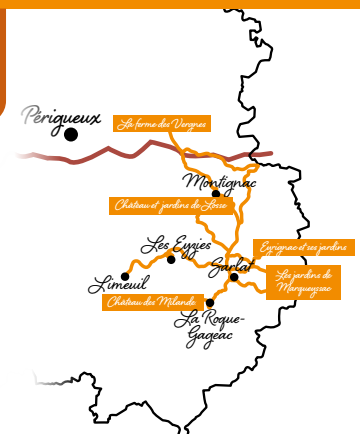 Périgueux
La ferme des Vergnes
Montignac
Château et jardins de Losse
Les Eyzies
Eyrignac et ses jardins
Sarlat
Les jardins de
Marqueyssac
Limeuil
Château des Milandes
La Roque-
Gageac